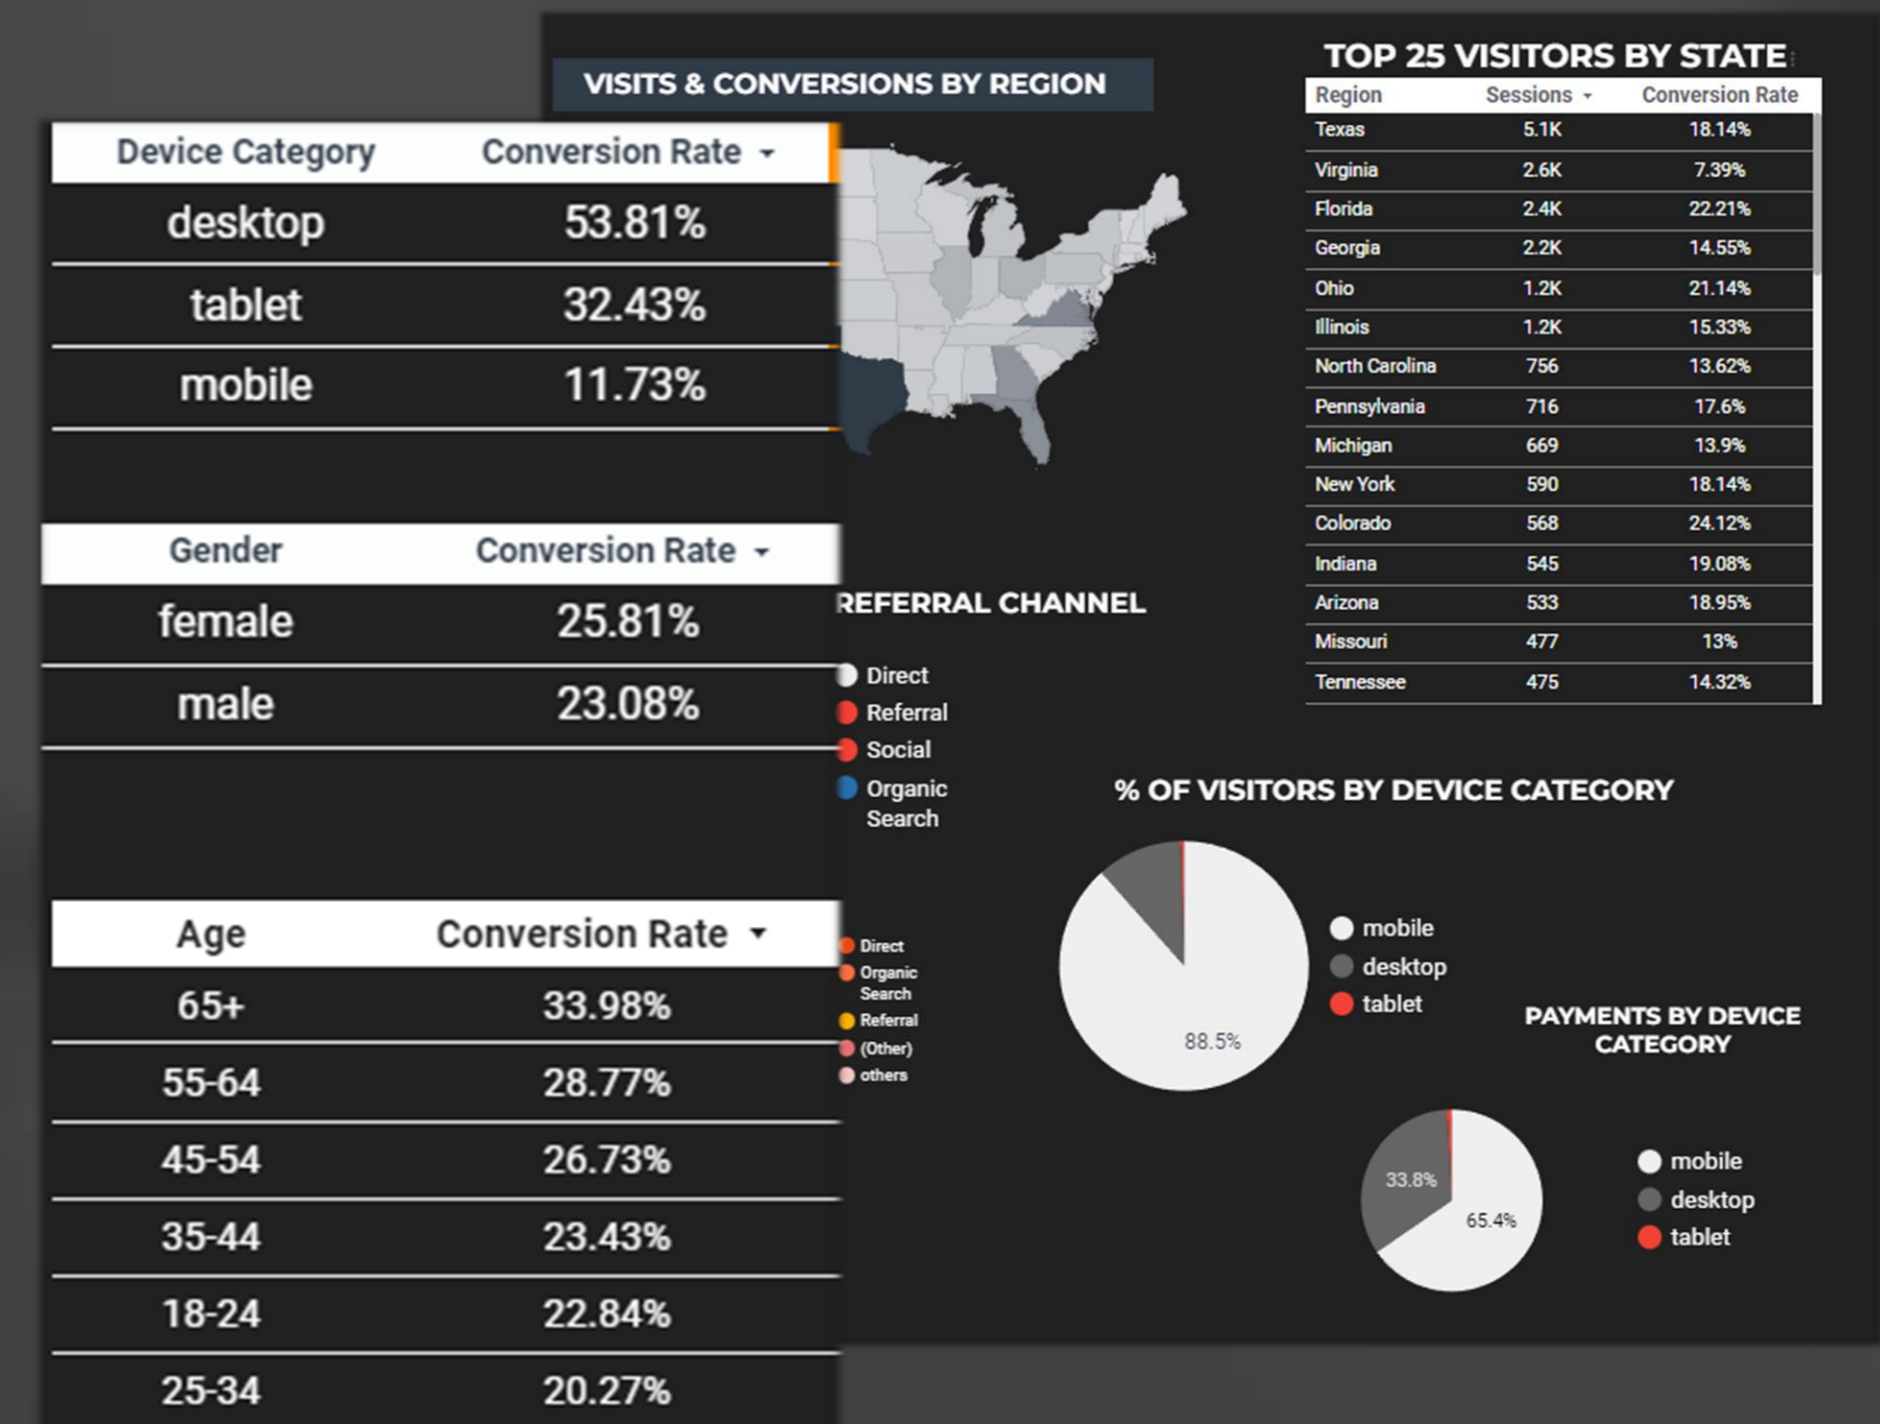 VISITS & CONVERSIONS BY REGION
Device Category Conversion Rate
desktop 53.81%
tablet 32.43%
mobile 11.73%
Gender Conversion Rate
female 25.81%
male 23.08%
Age Conversion Rate
65+ 33.98%
55-64 28.77%
45-54 26.73%
35-44 23.43%
18-24 22.84%
25-34 20.27%
REFERRAL CHANNEL
Direct
Referral
Social
Organic
Search
Direct
Organic
Search
Referral
(Other)
others
TOP 25 VISITORS BY STATE
Region Sessions Conversion Rate
Texas 5.1K 18.14%
Virginia 2.6K 7.39%
Florida 2.4K 22.21%
Georgia 2.2K 14.55%
Ohio 1.2K 21.14%
Illinois 1.2K 15.33%
North Carolina 756 13.62%
Pennsylvania 716 17.6%
Michigan 669 13.9%
New York 590 18.14%
Colorado 568 24.12%
Indiana 545 19.08%
Arizona 533 18.95%
Missouri 477 13%
Tennessee 475 14.32%
% OF VISITORS BY DEVICE CATEGORY
88.5%
mobile
desktop
tablet
PAYMENTS BY DEVICE
CATEGORY
33.8%
65.4%
mobile
desktop
tablet